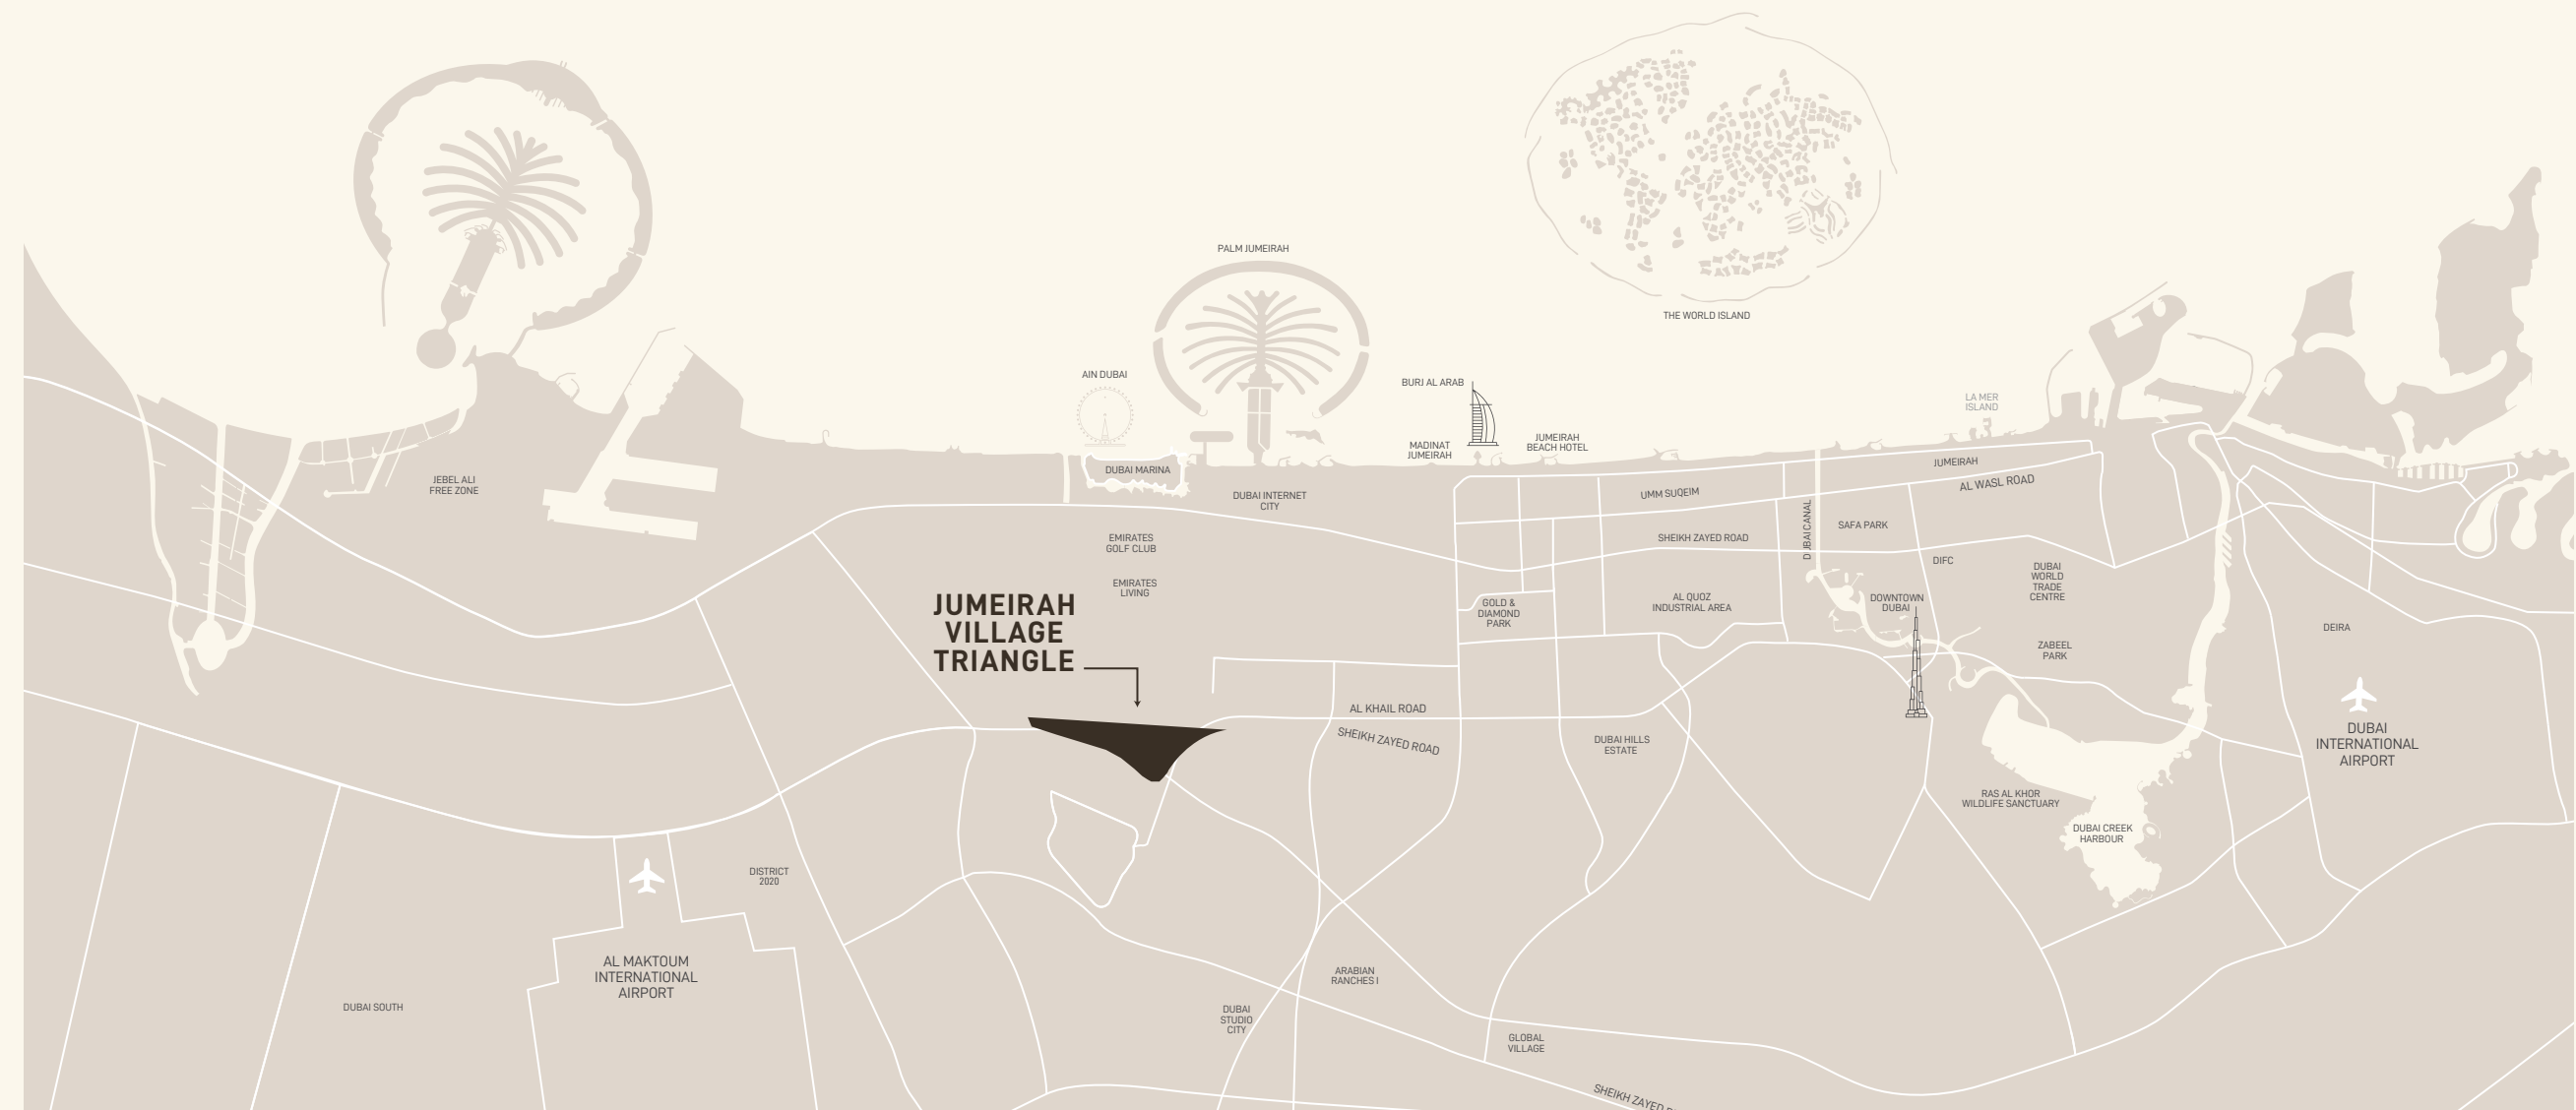 PALM JUMEIRAH
THE WORLD ISLAND
AIN DUBAI
BURJ AL ARAB
LA MER
ISLAND
MADINAT
JUMEIRAH
JUMEIRAH
BEACH HOTEL
DUBAI MARINA
JUMEIRAH
JEBEL ALI
FREE ZONE
DUBAI INTERNET
CITY
UMM SUQEIM
AL WASL ROAD
DUBAI CANAL
SAFA PARK
EMIRATES
GOLF CLUB
SHEIKH ZAYED ROAD
DIFC
EMIRATES
LIVING
DUBAI
WORLD
TRADE
CENTRE
JUMEIRAH
VILLAGE
TRIANGLE
GOLD &
DIAMOND
PARK
AL QUOZ
INDUSTRIAL AREA
DOWNTOWN
DUBAI
DEIRA
ZABEEL
PARK
AL KHAIL ROAD
SHEIKH ZAYED ROAD
DUBAI HILLS
ESTATE
DUBAI
INTERNATIONAL
AIRPORT
RAS AL KHOR
WILDLIFE SANCTUARY
DUBAI CREEK
HARBOUR
DISTRICT
2020
AL MAKTOUM
INTERNATIONAL
AIRPORT
ARABIAN
RANCHES I
DUBAI SOUTH
DUBAI
STUDIO
CITY
GLOBAL
VILLAGE
SHEIKH ZAYED